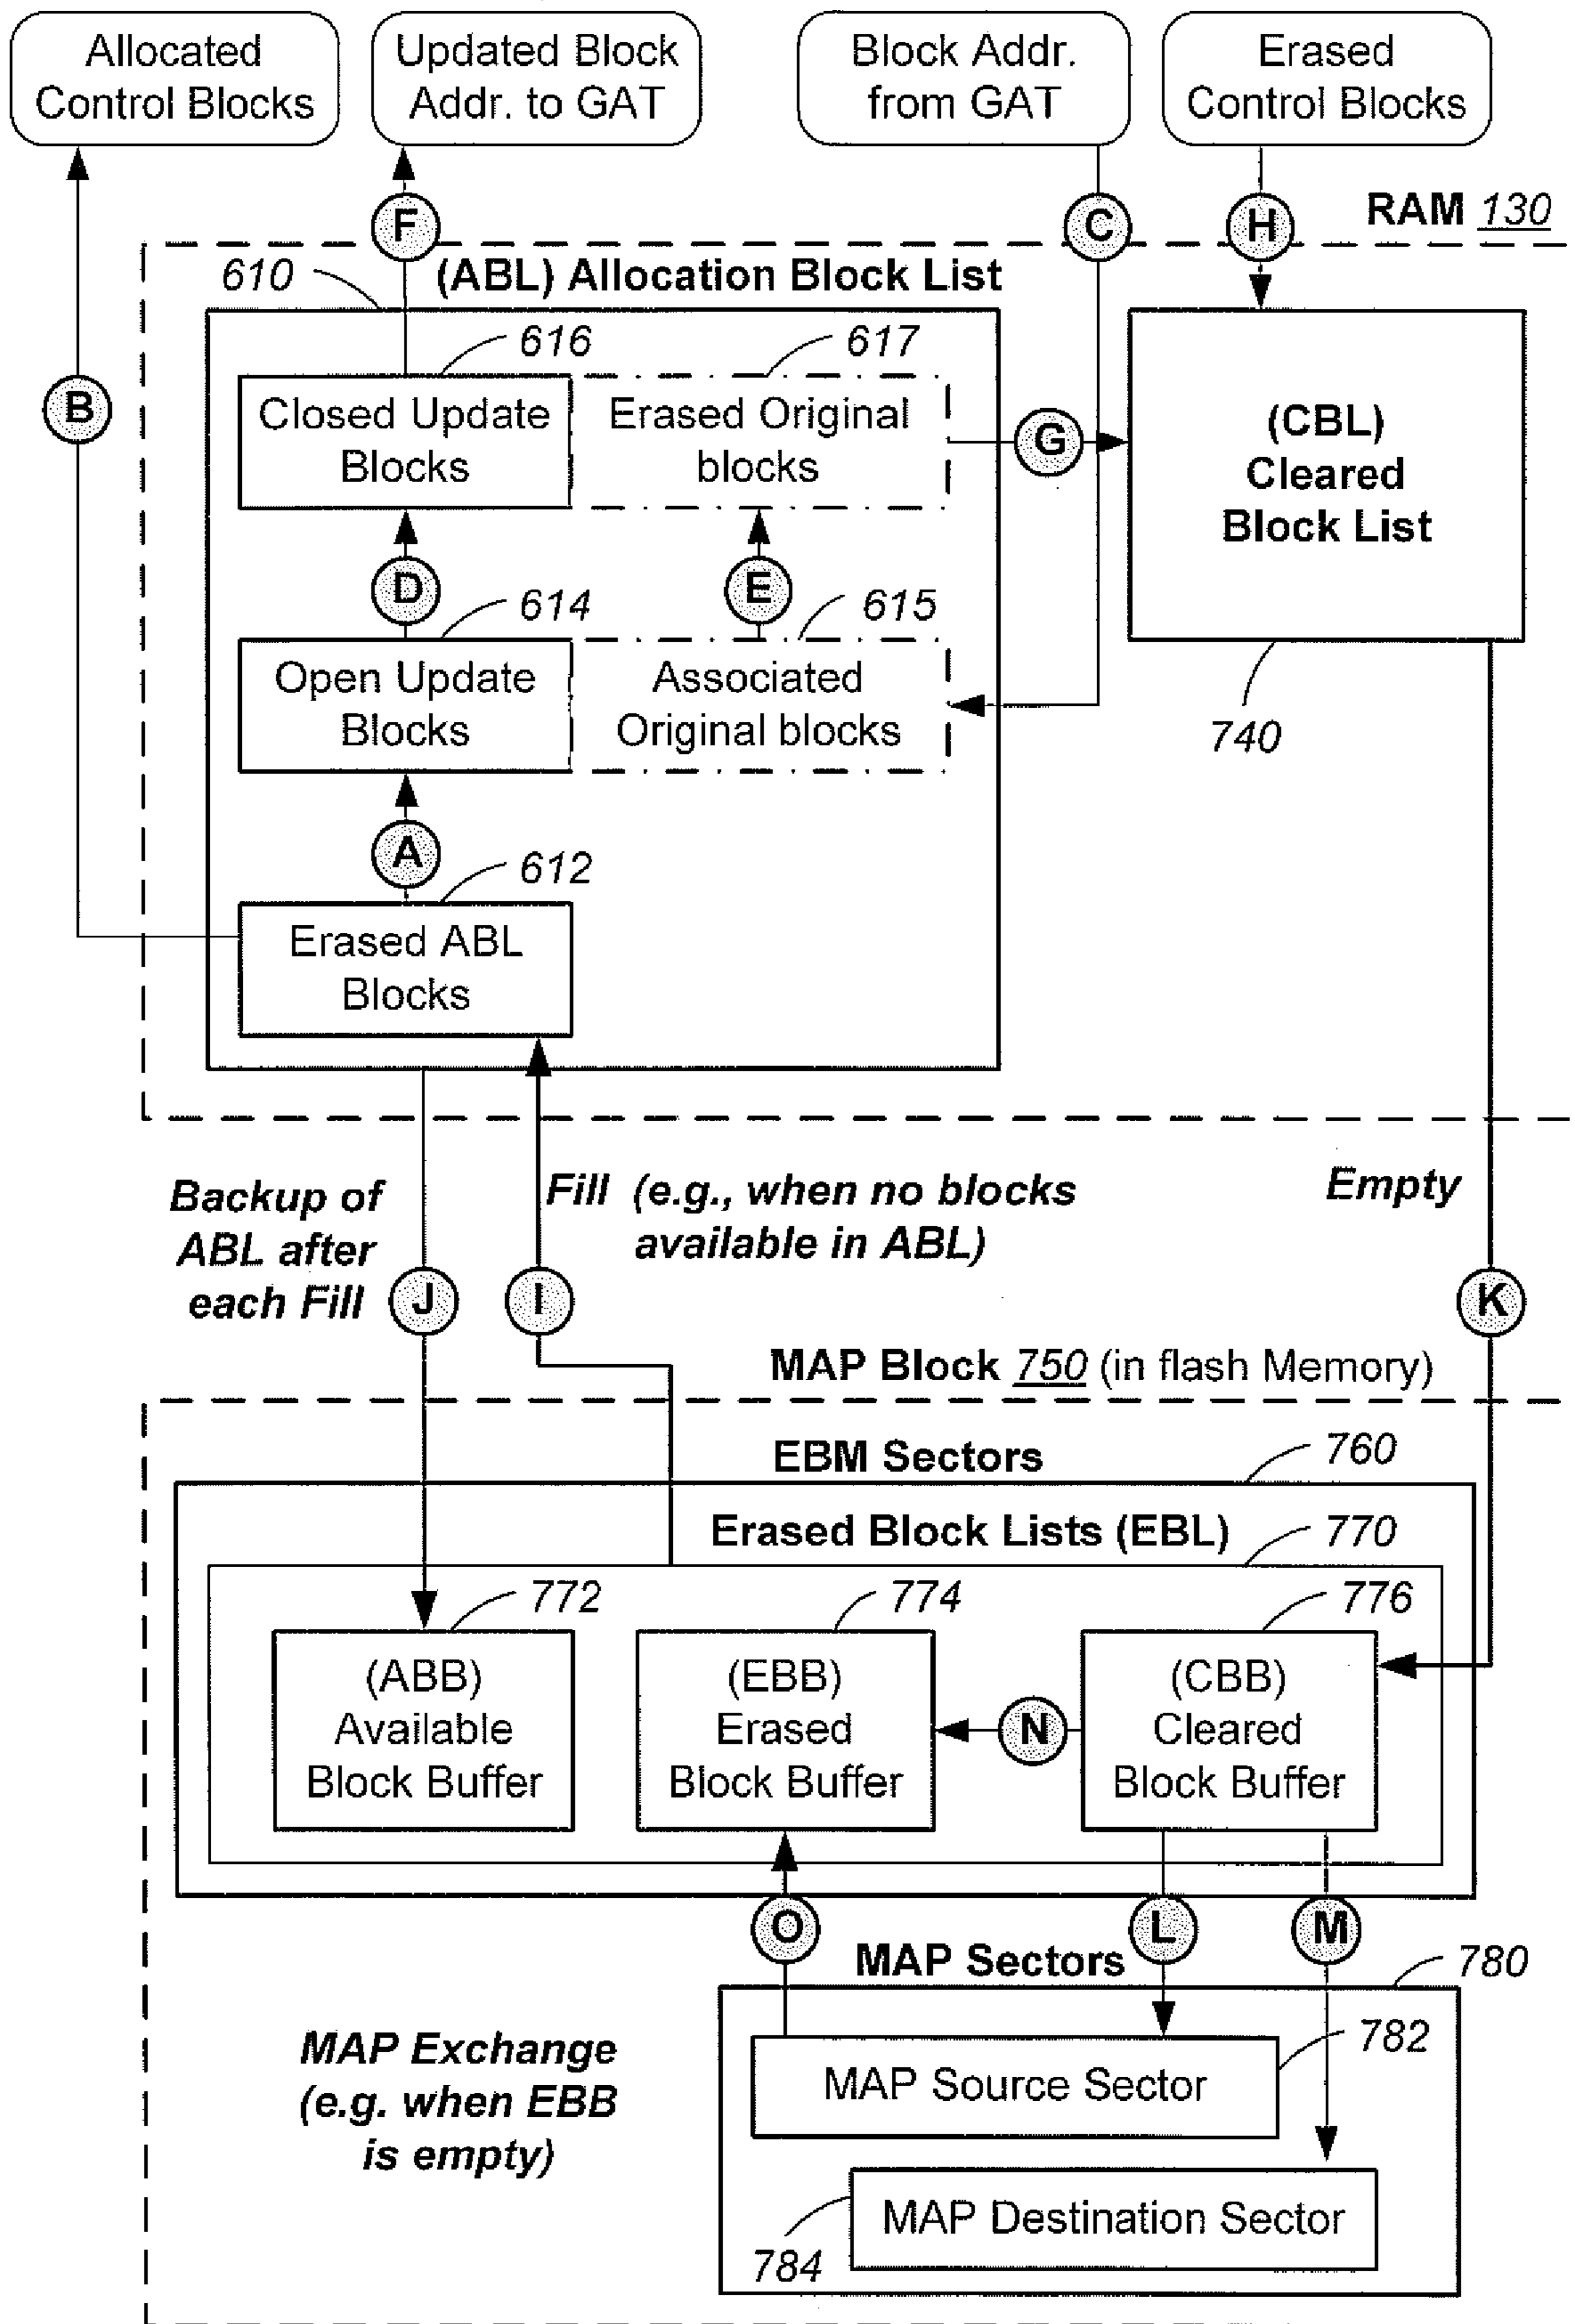 Allocated
Control Blocks
Updated Block
Addr. to GAT
Block Addr.
from GAT
Erased
Control Blocks
F
C
H
RAM 130
610
(ABL) Allocation Block List
616
617
B
Closed Update
Blocks
Erased Original
blocks
G
(CBL)
Cleared
Block List
D
E
614
615
Open Update
Blocks
Associated
Original blocks
740
A
612
Erased ABL
Blocks
Backup of
ABL after
each Fill
Fill (e.g., when no blocks
available in ABL)
Empty
J
I
K
MAP Block 750 (in flash Memory)
EBM Sectors
760
Erased Block Lists (EBL)
770
772
774
776
(ABB)
Available
Block Buffer
(EBB)
Erased
Block Buffer
N
(CBB)
Cleared
Block Buffer
O
L
M
MAP Sectors
780
MAP Exchange
(e.g. when EBB
is empty)
782
MAP Source Sector
MAP Destination Sector
784